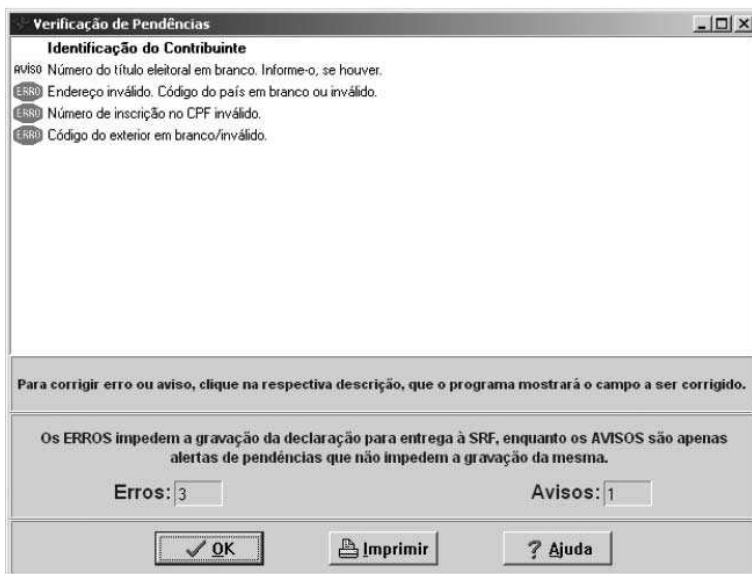 Verificação de Pendências
Identificação do Contribuinte
AVISO Número do título eleitoral em branco. Informe-o, se houver.
ERRO Endereço inválido. Código do país em branco ou inválido.
ERRO Número de inscrição no CPF inválido.
ERRO Código do exterior em branco/inválido.
Para corrigir erro ou aviso, clique na respectiva descrição, que o programa mostrará o campo a ser corrigido.
Os ERROS impedem a gravação da declaração para entrega à SRF, enquanto os AVISOS são apenas
alertas de pendências que não impedem a gravação da mesma.
Erros: 3 Avisos: 1
OK Imprimir ? Ajuda